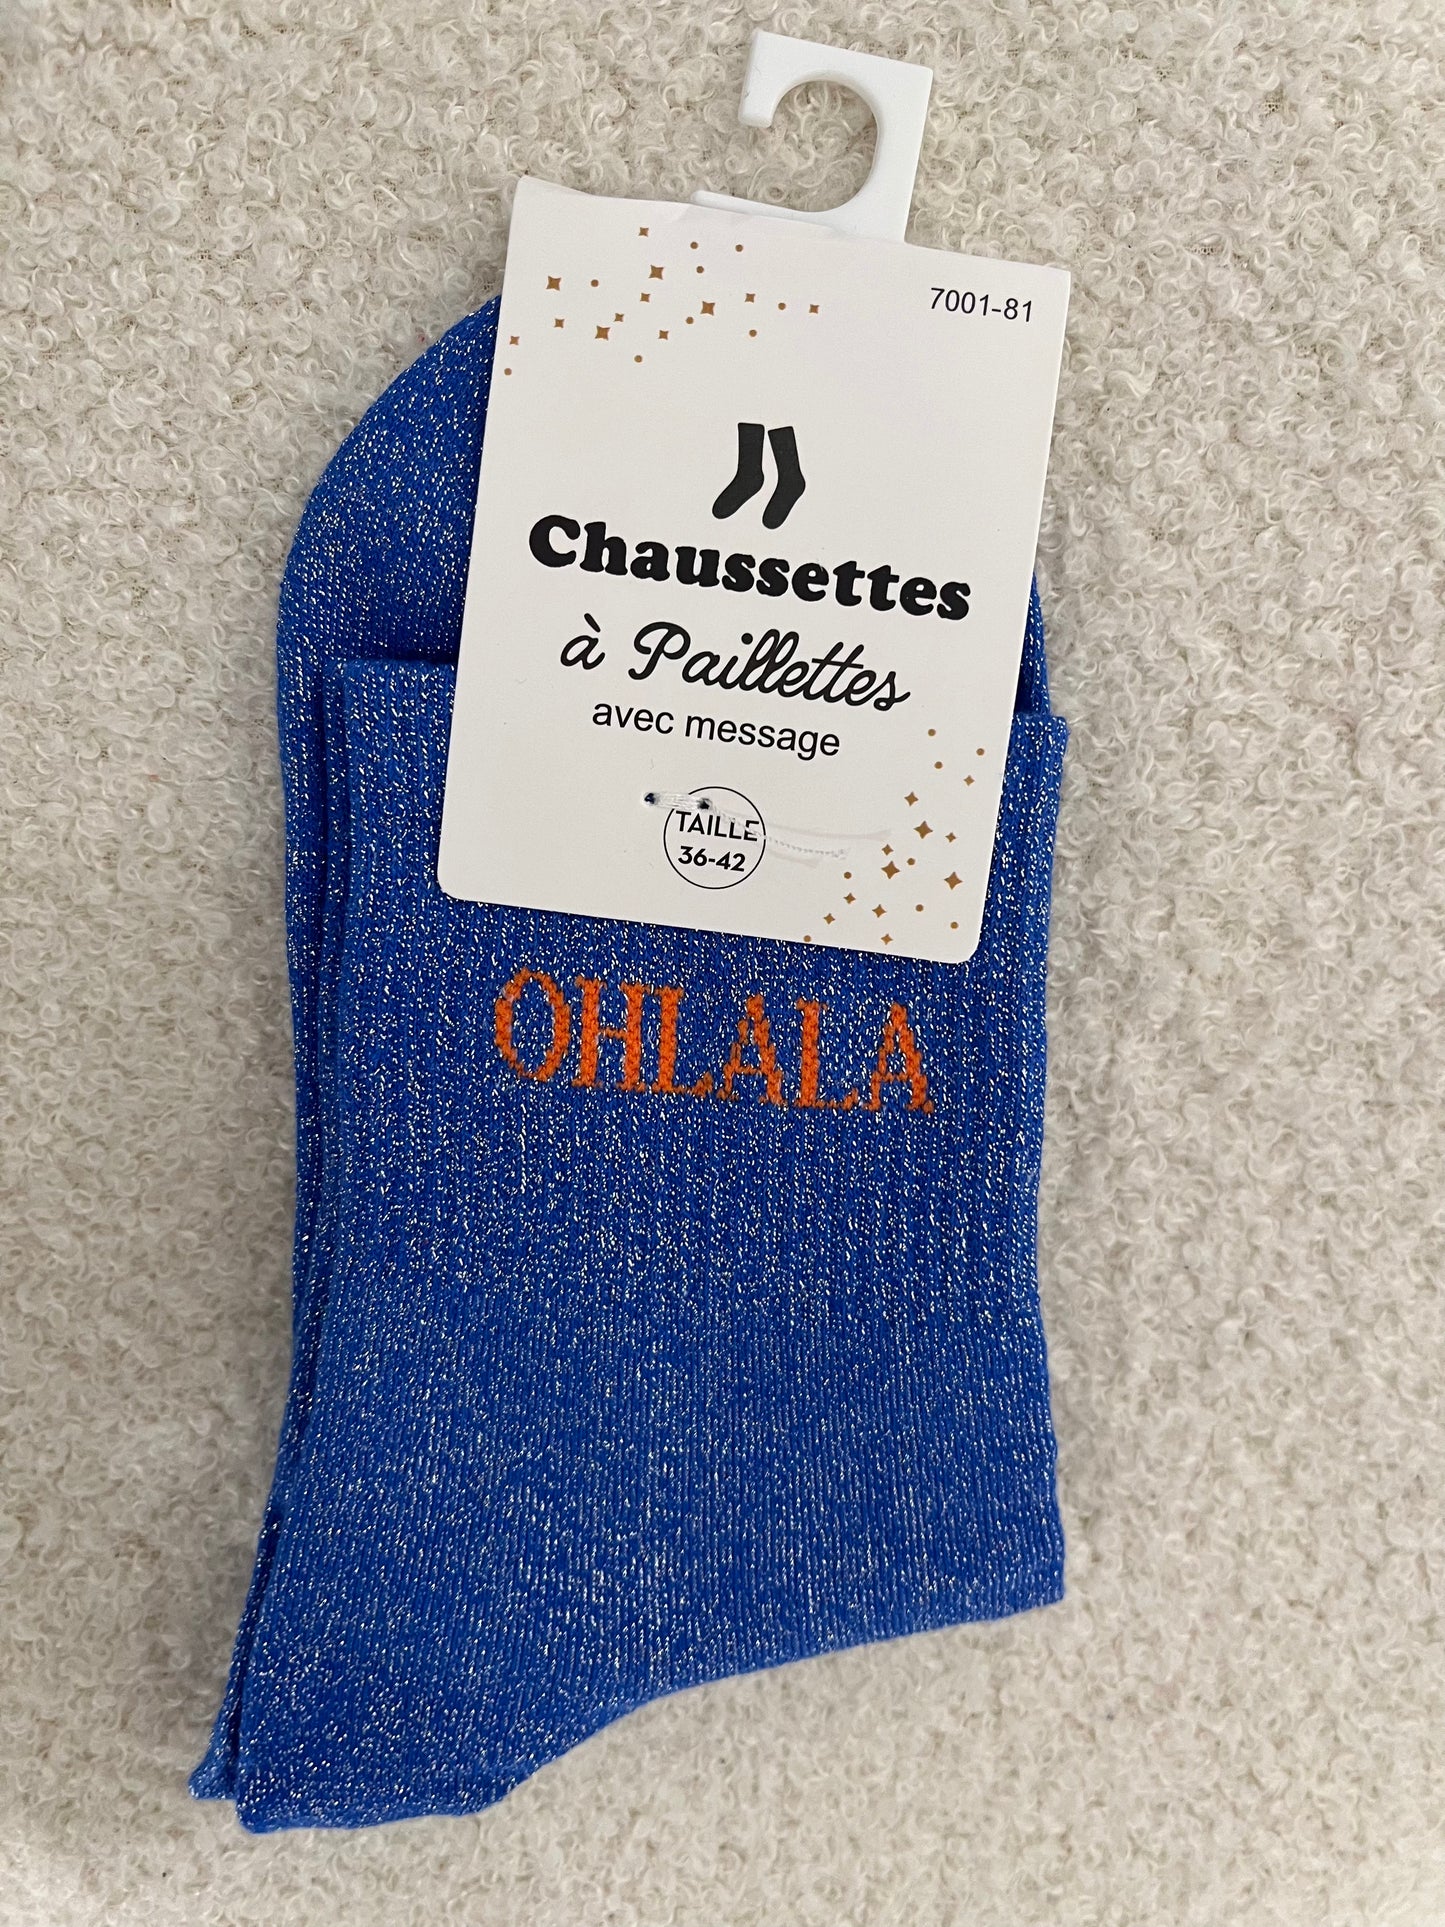 7001-81
Chaussettes
à Paillettes
avec message
TAILLE
36-42
OHLALA